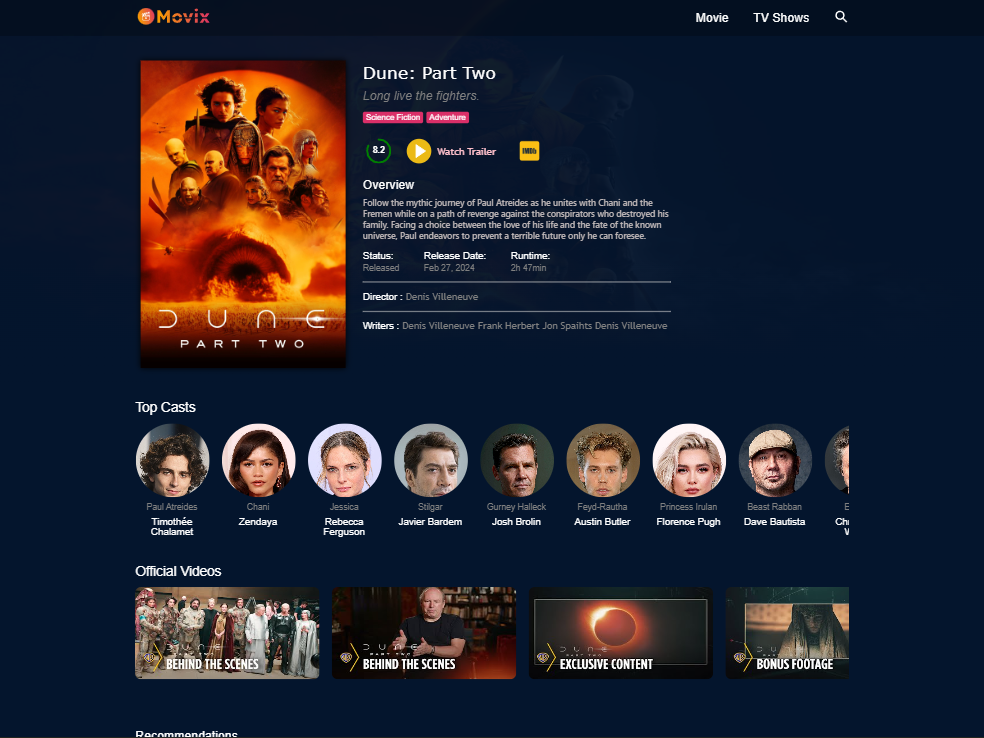 Movix
Movie
TV Shows
Dune: Part Two
Long live the fighters.
Science Fiction
Adventure
8.2
Watch Trailer
IMDb
Overview
Follow the mythic journey of Paul Atreides as he unites with Chani and the
Fremen while on a path of revenge against the conspirators who destroyed his
family. Facing a choice between the love of his life and the fate of the known
universe, Paul endeavors to prevent a terrible future only he can foresee.
Status:
Released
Release Date:
Feb 27, 2024
Runtime:
2h 47min
Director : Denis Villeneuve
Writers : Denis Villeneuve Frank Herbert Jon Spaihts Denis Villeneuve
DUNE
PART TWO
Top Casts
Paul Atreides
Timothée
Chalamet
Chani
Zendaya
Jessica
Rebecca
Ferguson
Stilgar
Javier Bardem
Gurney Halleck
Josh Brolin
Feyd-Rautha
Austin Butler
Princess Irulan
Florence Pugh
Beast Rabban
Dave Bautista
E
Chr
W
Official Videos
DUNE
PART TWO
BEHIND THE SCENES
DUNE
PART TWO
BEHIND THE SCENES
DUNE
PART TWO
EXCLUSIVE CONTENT
DUNE
PART TWO
BONUS FOOTAGE
Recommendations